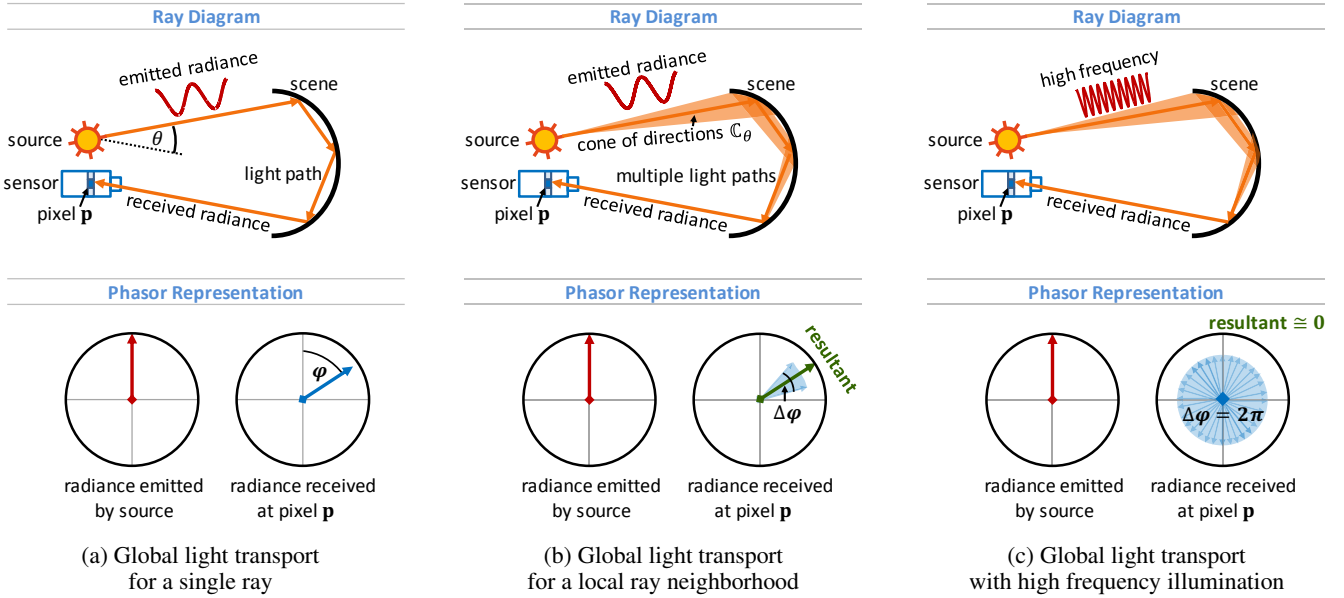 Ray Diagram
emitted radiance
scene
source
θ
sensor
light path
pixel p
received radiance
Phasor Representation
φ
radiance emitted
by source
radiance received
at pixel p
(a) Global light transport
for a single ray
Ray Diagram
emitted radiance
scene
source
cone of directions ℂθ
sensor
multiple light paths
pixel p
received radiance
Phasor Representation
resultant
Δφ
radiance emitted
by source
radiance received
at pixel p
(b) Global light transport
for a local ray neighborhood
Ray Diagram
high frequency
scene
source
sensor
pixel p
received radiance
Phasor Representation
resultant ≅ 0
Δφ = 2π
radiance emitted
by source
radiance received
at pixel p
(c) Global light transport
with high frequency illumination